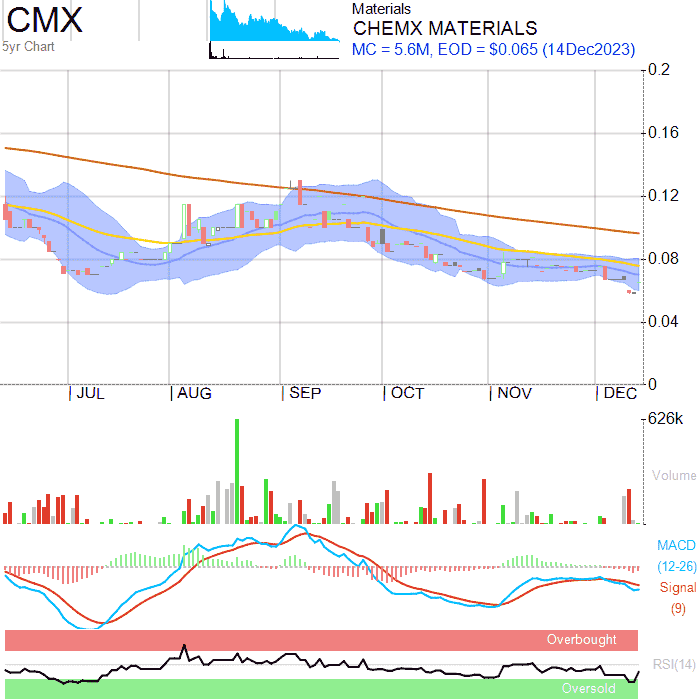 CMX
5yr Chart
Materials
CHEMX MATERIALS
MC = 5.6M, EOD = $0.065 (14Dec2023)
0.2
0.16
0.12
0.08
0.04
0
JUL AUG SEP OCT NOV DEC
626k
Volume
MACD
(12-26)
Signal
(9)
Overbought
RSI(14)
Oversold